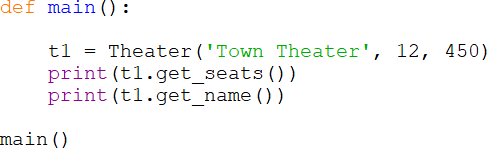 def main():
    t1 = Theater('Town Theater', 12, 450)
    print(t1.get_seats())
    print(t1.get_name())
main()